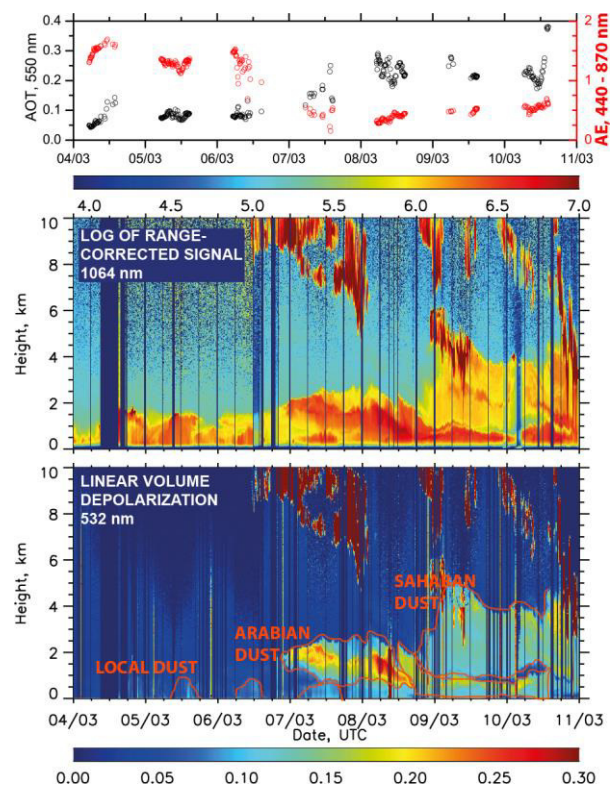 0.4
0.3
0.2
0.1
0.0
AOT, 550 nm
2
1
0
AE, 440 - 870 nm
04/03 05/03 06/03 07/03 08/03 09/03 10/03 11/03
4.0 4.5 5.0 5.5 6.0 6.5 7.0
LOG OF RANGE-
CORRECTED SIGNAL
1064 nm
10
8
6
4
2
0
Height, km
LINEAR VOLUME
DEPOLARIZATION
532 nm
10
8
6
4
2
0
Height, km
SAHARAN
DUST
ARABIAN
DUST
LOCAL DUST
04/03 05/03 06/03 07/03 08/03 09/03 10/03 11/03
Date, UTC
0.00 0.05 0.10 0.15 0.20 0.25 0.30